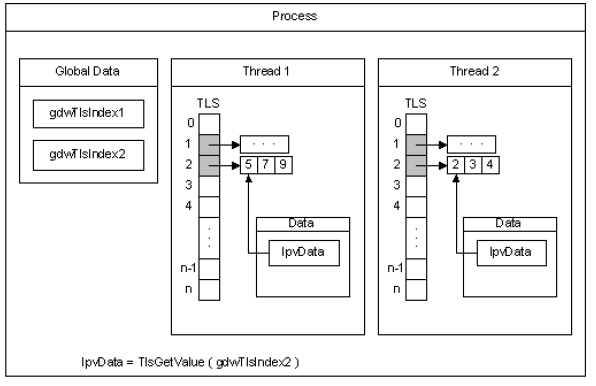 Process
Global Data
gdwTlsIndex1
gdwTlsIndex2
Thread 1
TLS
0
1
. . .
2
5 7 9
3
4
Data
lpvData
n-1
n
Thread 2
TLS
0
1
. . .
2
2 3 4
3
4
Data
lpvData
n-1
n
lpvData = TlsGetValue ( gdwTlsIndex2 )